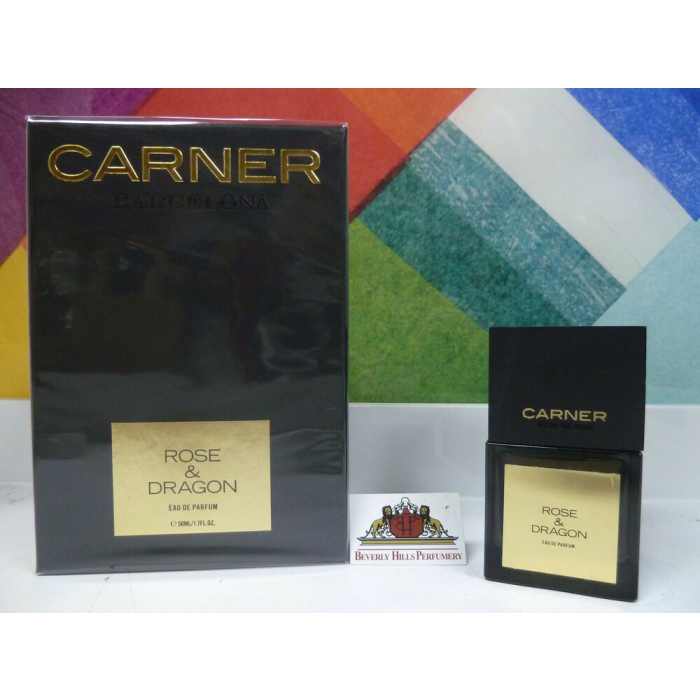 CARNER
BARCELONA
ROSE
&
DRAGON
EAU DE PARFUM
℮ 50ML/1.7FL.OZ.
BEVERLY HILLS PERFUMERY
CARNER
BARCELONA
ROSE
&
DRAGON
EAU DE PARFUM